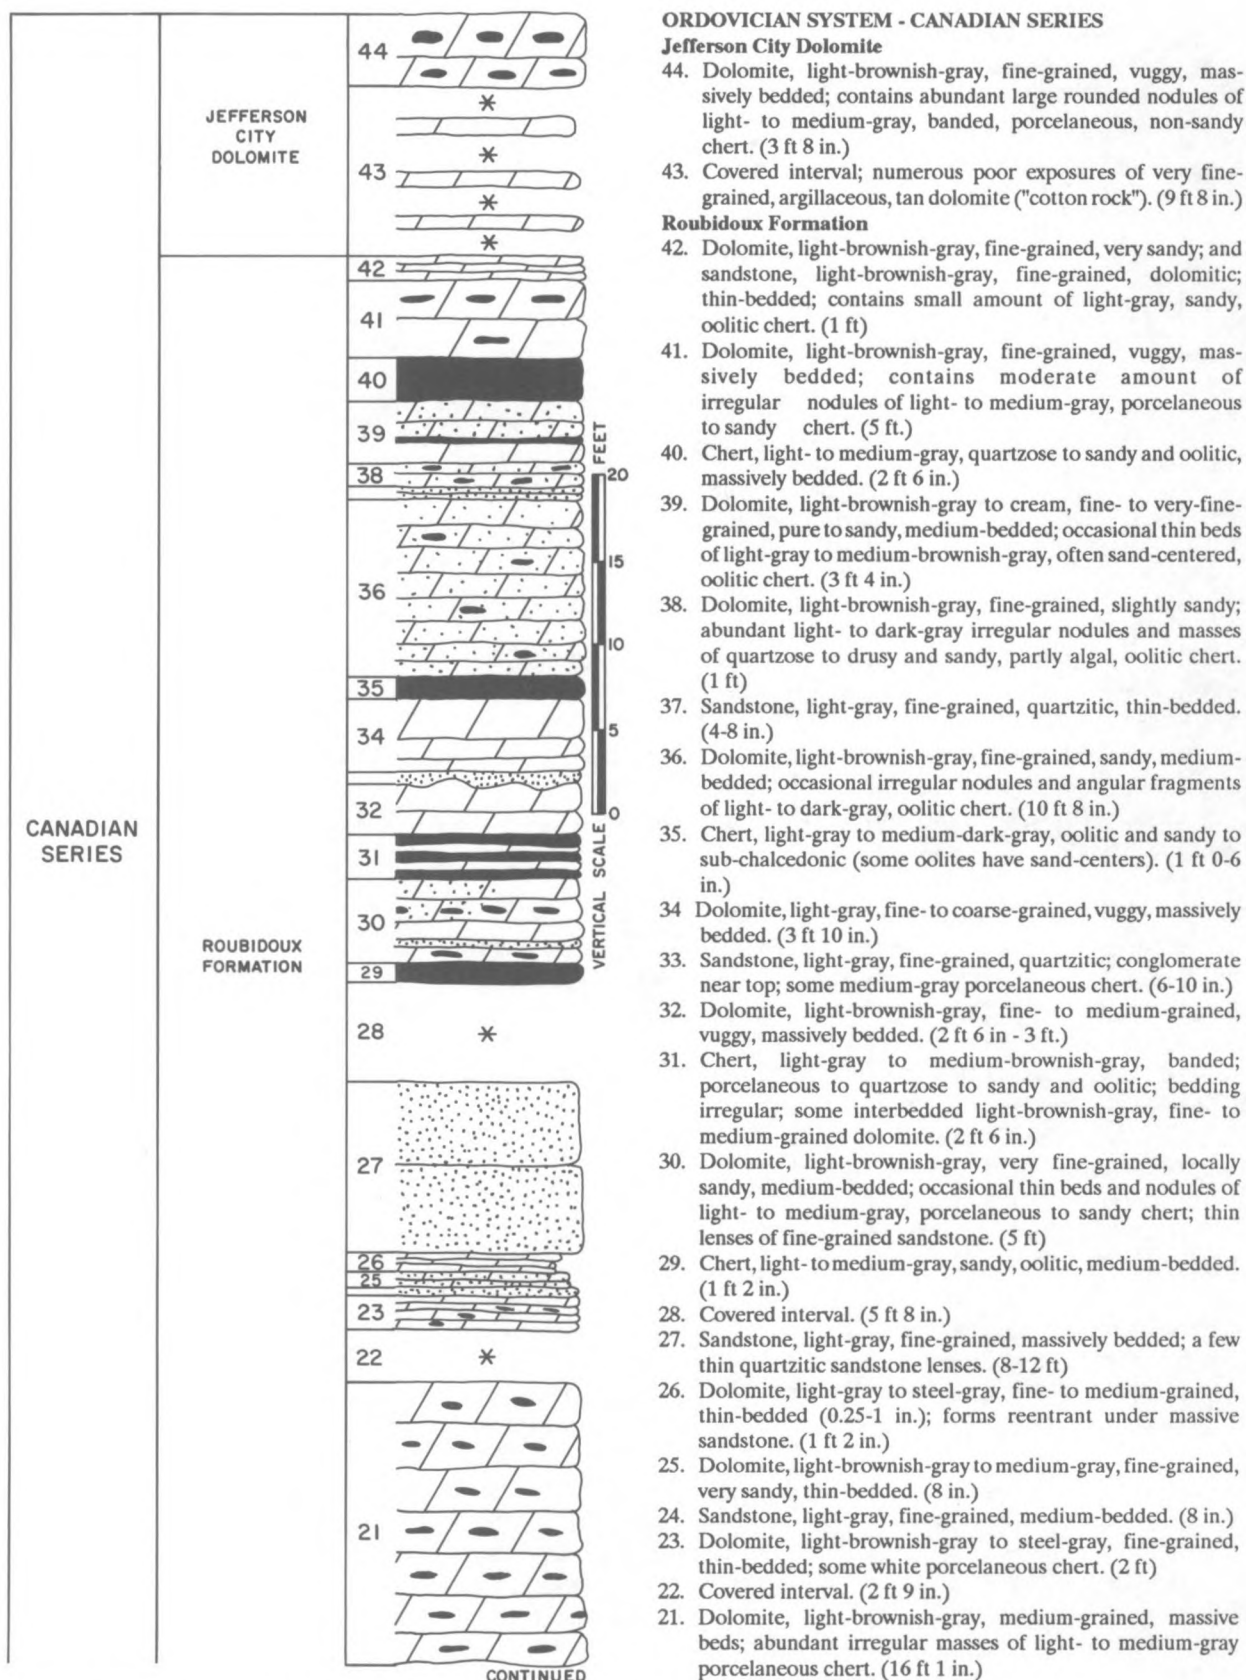 CANADIAN
SERIES
JEFFERSON
CITY
DOLOMITE
ROUBIDOUX
FORMATION
44
43
42
41
40
39
38
36
35
34
32
31
30
29
28
27
26
25
23
22
21
*
*
*
*
*
*
VERTICAL SCALE FEET
20
15
10
5
0
CONTINUED
ORDOVICIAN SYSTEM - CANADIAN SERIES
Jefferson City Dolomite
44. Dolomite, light-brownish-gray, fine-grained, vuggy, mas-
sively bedded; contains abundant large rounded nodules of
light- to medium-gray, banded, porcelaneous, non-sandy
chert. (3 ft 8 in.)
43. Covered interval; numerous poor exposures of very fine-
grained, argillaceous, tan dolomite ("cotton rock"). (9 ft 8 in.)
Roubidoux Formation
42. Dolomite, light-brownish-gray, fine-grained, very sandy; and
sandstone, light-brownish-gray, fine-grained, dolomitic;
thin-bedded; contains small amount of light-gray, sandy,
oolitic chert. (1 ft)
41. Dolomite, light-brownish-gray, fine-grained, vuggy, mas-
sively bedded; contains moderate amount of
irregular nodules of light- to medium-gray, porcelaneous
to sandy chert. (5 ft.)
40. Chert, light- to medium-gray, quartzose to sandy and oolitic,
massively bedded. (2 ft 6 in.)
39. Dolomite, light-brownish-gray to cream, fine- to very-fine-
grained, pure to sandy, medium-bedded; occasional thin beds
of light-gray to medium-brownish-gray, often sand-centered,
oolitic chert. (3 ft 4 in.)
38. Dolomite, light-brownish-gray, fine-grained, slightly sandy;
abundant light- to dark-gray irregular nodules and masses
of quartzose to drusy and sandy, partly algal, oolitic chert.
(1 ft)
37. Sandstone, light-gray, fine-grained, quartzitic, thin-bedded.
(4-8 in.)
36. Dolomite, light-brownish-gray, fine-grained, sandy, medium-
bedded; occasional irregular nodules and angular fragments
of light- to dark-gray, oolitic chert. (10 ft 8 in.)
35. Chert, light-gray to medium-dark-gray, oolitic and sandy to
sub-chalcedonic (some oolites have sand-centers). (1 ft 0-6
in.)
34 Dolomite, light-gray, fine- to coarse-grained, vuggy, massively
bedded. (3 ft 10 in.)
33. Sandstone, light-gray, fine-grained, quartzitic; conglomerate
near top; some medium-gray porcelaneous chert. (6-10 in.)
32. Dolomite, light-brownish-gray, fine- to medium-grained,
vuggy, massively bedded. (2 ft 6 in - 3 ft.)
31. Chert, light-gray to medium-brownish-gray, banded;
porcelaneous to quartzose to sandy and oolitic; bedding
irregular; some interbedded light-brownish-gray, fine- to
medium-grained dolomite. (2 ft 6 in.)
30. Dolomite, light-brownish-gray, very fine-grained, locally
sandy, medium-bedded; occasional thin beds and nodules of
light- to medium-gray, porcelaneous to sandy chert; thin
lenses of fine-grained sandstone. (5 ft)
29. Chert, light- to medium-gray, sandy, oolitic, medium-bedded.
(1 ft 2 in.)
28. Covered interval. (5 ft 8 in.)
27. Sandstone, light-gray, fine-grained, massively bedded; a few
thin quartzitic sandstone lenses. (8-12 ft)
26. Dolomite, light-gray to steel-gray, fine- to medium-grained,
thin-bedded (0.25-1 in.); forms reentrant under massive
sandstone. (1 ft 2 in.)
25. Dolomite, light-brownish-gray to medium-gray, fine-grained,
very sandy, thin-bedded. (8 in.)
24. Sandstone, light-gray, fine-grained, medium-bedded. (8 in.)
23. Dolomite, light-brownish-gray to steel-gray, fine-grained,
thin-bedded; some white porcelaneous chert. (2 ft)
22. Covered interval. (2 ft 9 in.)
21. Dolomite, light-brownish-gray, medium-grained, massive
beds; abundant irregular masses of light- to medium-gray
porcelaneous chert. (16 ft 1 in.)